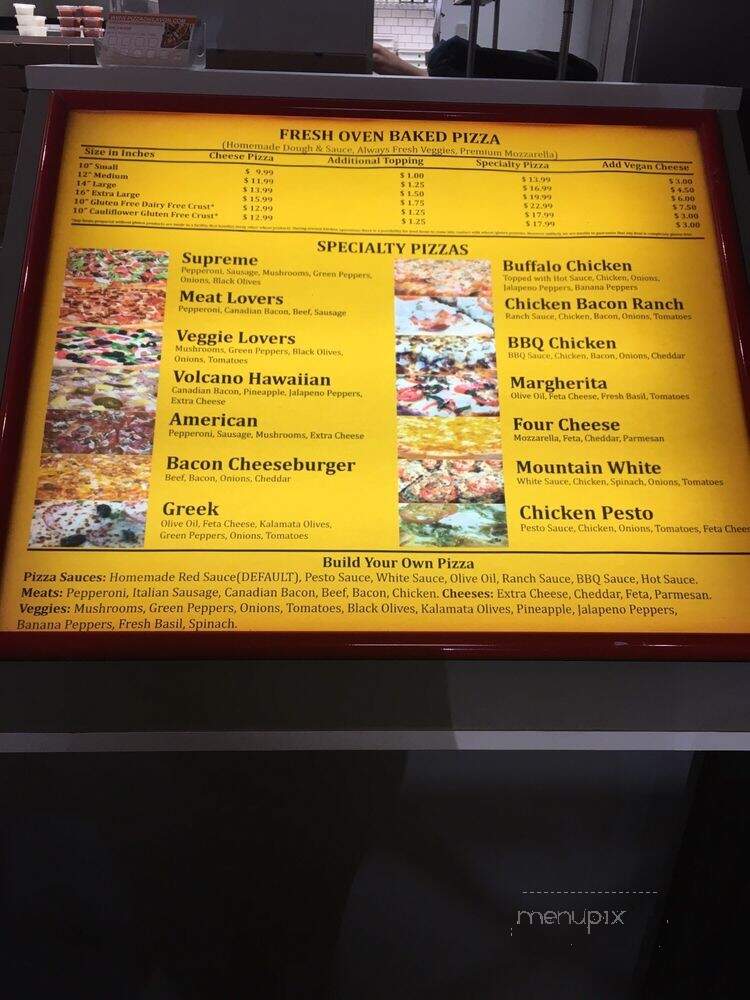 WWW.PIZZAOHEAVON.COM
FRESH OVEN BAKED PIZZA
(Homemade Dough & Sauce, Always Fresh Veggies, Premium Mozzarella)
Size in Inches Cheese Pizza Additional Topping Specialty Pizza Add Vegan Cheese
10" Small $ 9.99 $ 1.00 $ 13.99 $ 3.00
12" Medium $ 11.99 $ 1.25 $ 16.99 $ 4.50
14" Large $ 13.99 $ 1.50 $ 19.99 $ 6.00
16" Extra Large $ 15.99 $ 1.75 $ 22.99 $ 7.50
10" Gluten Free Dairy Free Crust* $ 12.99 $ 1.25 $ 17.99 $ 3.00
10" Cauliflower Gluten Free Crust* $ 12.99 $ 1.25 $ 17.99 $ 3.00
SPECIALTY PIZZAS
Supreme
Pepperoni, Sausage, Mushrooms, Green Peppers,
Onions, Black Olives
Meat Lovers
Pepperoni, Canadian Bacon, Beef, Sausage
Veggie Lovers
Mushrooms, Green Peppers, Black Olives,
Onions, Tomatoes
Volcano Hawaiian
Canadian Bacon, Pineapple, Jalapeno Peppers,
Extra Cheese
American
Pepperoni, Sausage, Mushrooms, Extra Cheese
Bacon Cheeseburger
Beef, Bacon, Onions, Cheddar
Greek
Olive Oil, Feta Cheese, Kalamata Olives,
Green Peppers, Onions, Tomatoes
Buffalo Chicken
Topped with Hot Sauce, Chicken, Onions,
Jalapeno Peppers, Banana Peppers
Chicken Bacon Ranch
Ranch Sauce, Chicken, Bacon, Onions, Tomatoes
BBQ Chicken
BBQ Sauce, Chicken, Bacon, Onions, Cheddar
Margherita
Olive Oil, Feta Cheese, Fresh Basil, Tomatoes
Four Cheese
Mozzarella, Feta, Cheddar, Parmesan
Mountain White
White Sauce, Chicken, Spinach, Onions, Tomatoes
Chicken Pesto
Pesto Sauce, Chicken, Onions, Tomatoes, Feta Chees
Build Your Own Pizza
Pizza Sauces: Homemade Red Sauce(DEFAULT), Pesto Sauce, White Sauce, Olive Oil, Ranch Sauce, BBQ Sauce, Hot Sauce.
Meats: Pepperoni, Italian Sausage, Canadian Bacon, Beef, Bacon, Chicken. Cheeses: Extra Cheese, Cheddar, Feta, Parmesan.
Veggies: Mushrooms, Green Peppers, Onions, Tomatoes, Black Olives, Kalamata Olives, Pineapple, Jalapeno Peppers,
Banana Peppers, Fresh Basil, Spinach.
menupix